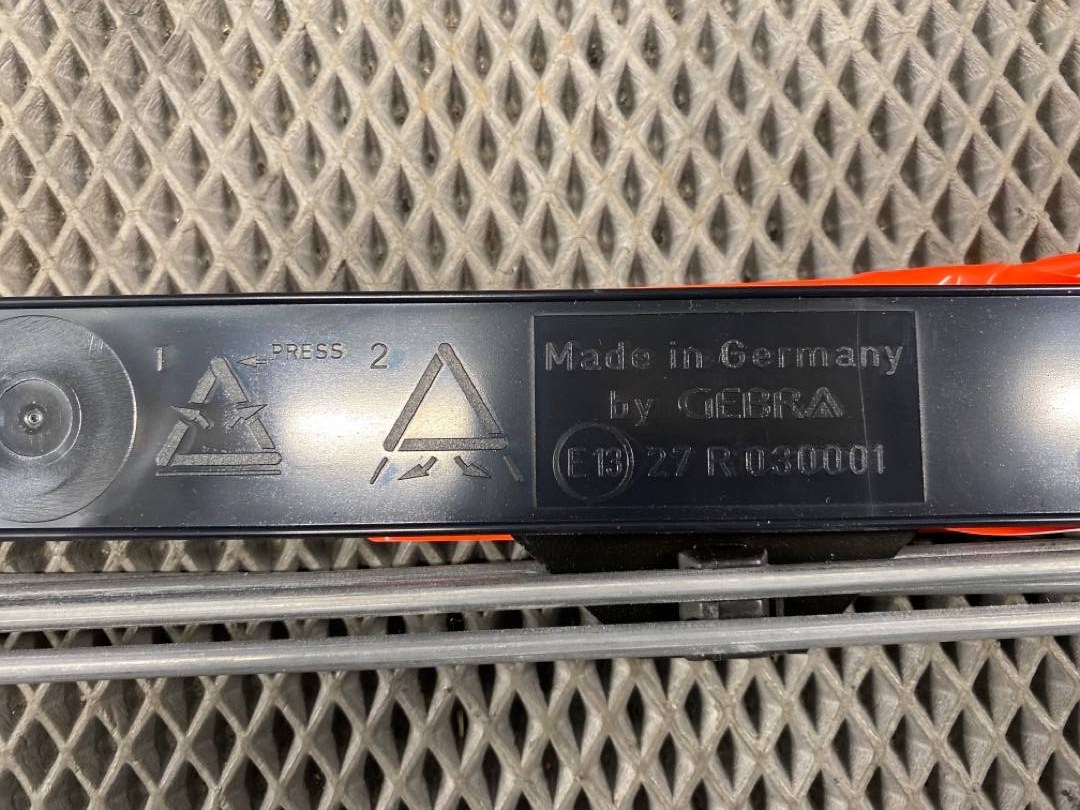 1 PRESS 2
Made in Germany
by GEBRA
E13 27 R 030001